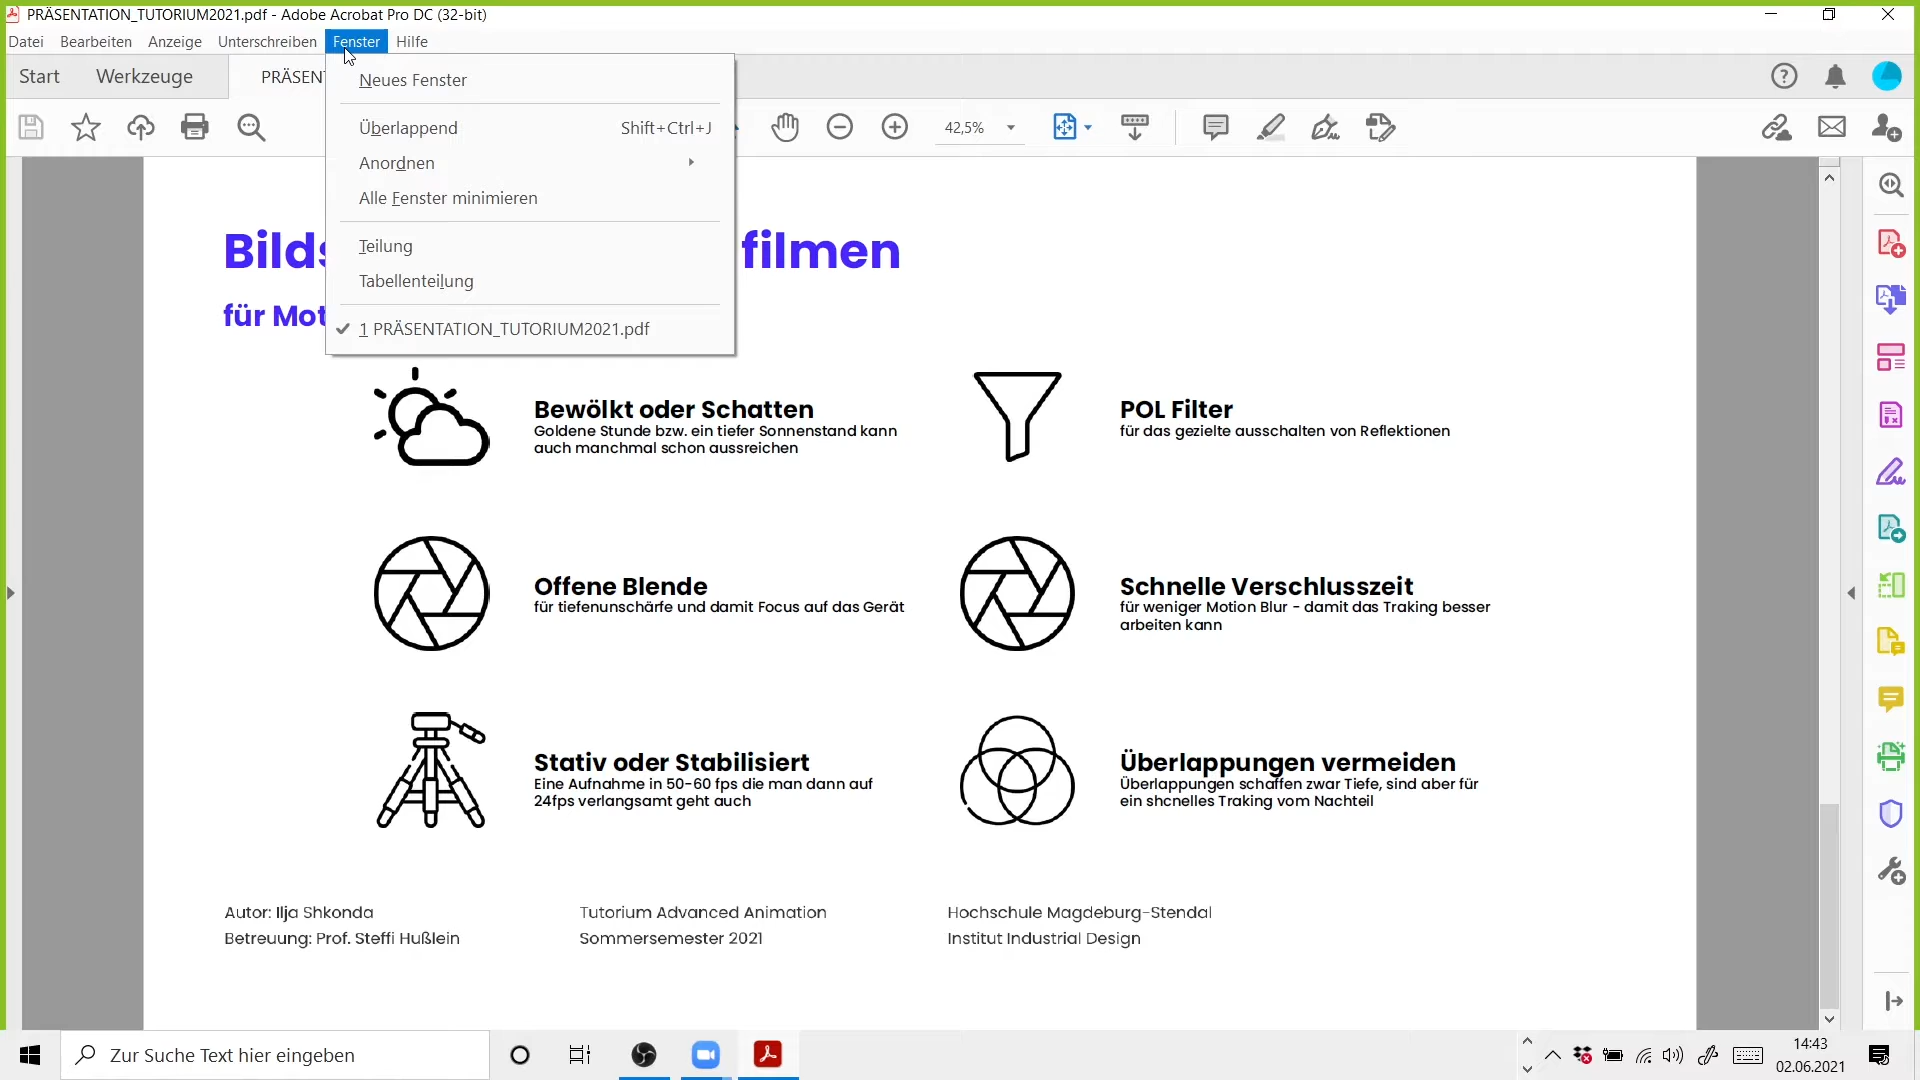 PRÄSENTATION_TUTORIUM2021.pdf - Adobe Acrobat Pro DC (32-bit)
Datei Bearbeiten Anzeige Unterschreiben Fenster Hilfe
Start Werkzeuge PRÄSENT
Neues Fenster
Überlappend Shift+Ctrl+J
Anordnen
Alle Fenster minimieren
Teilung
Tabellenteilung
1 PRÄSENTATION_TUTORIUM2021.pdf
42,5%
Bilds filmen
für Mot
Bewölkt oder Schatten
Goldene Stunde bzw. ein tiefer Sonnenstand kann
auch manchmal schon aussreichen
POL Filter
für das gezielte ausschalten von Reflektionen
Offene Blende
für tiefenunschärfe und damit Focus auf das Gerät
Schnelle Verschlusszeit
für weniger Motion Blur - damit das Traking besser
arbeiten kann
Stativ oder Stabilisiert
Eine Aufnahme in 50-60 fps die man dann auf
24fps verlangsamt geht auch
Überlappungen vermeiden
Überlappungen schaffen zwar Tiefe, sind aber für
ein shcnelles Traking vom Nachteil
Autor: Ilja Shkonda
Betreuung: Prof. Steffi Hußlein
Tutorium Advanced Animation
Sommersemester 2021
Hochschule Magdeburg-Stendal
Institut Industrial Design
Zur Suche Text hier eingeben
14:43
02.06.2021